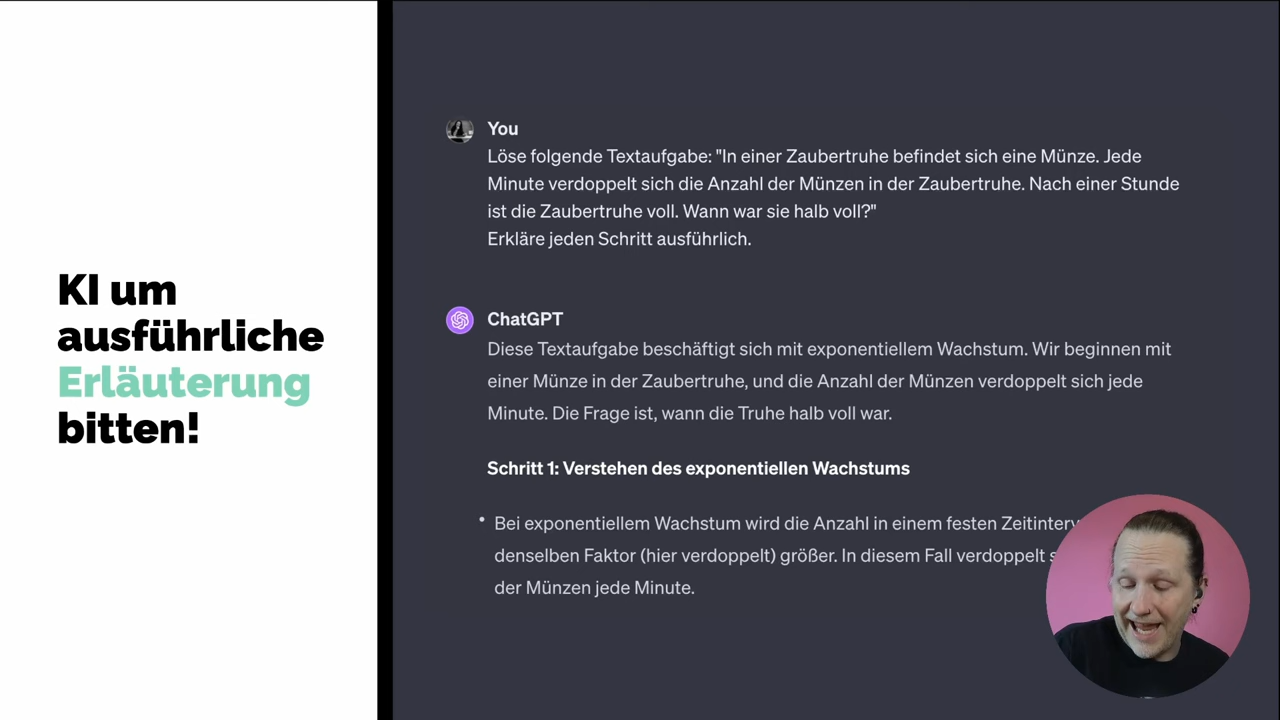 KI um
ausführliche
Erläuterung
bitten!
You
Löse folgende Textaufgabe: "In einer Zaubertruhe befindet sich eine Münze. Jede
Minute verdoppelt sich die Anzahl der Münzen in der Zaubertruhe. Nach einer Stunde
ist die Zaubertruhe voll. Wann war sie halb voll?"
Erkläre jeden Schritt ausführlich.
ChatGPT
Diese Textaufgabe beschäftigt sich mit exponentiellem Wachstum. Wir beginnen mit
einer Münze in der Zaubertruhe, und die Anzahl der Münzen verdoppelt sich jede
Minute. Die Frage ist, wann die Truhe halb voll war.
Schritt 1: Verstehen des exponentiellen Wachstums
• Bei exponentiellem Wachstum wird die Anzahl in einem festen
denselben Faktor (hier verdoppelt) größer. In diesem Fall verdoppelt
der Münzen jede Minute.